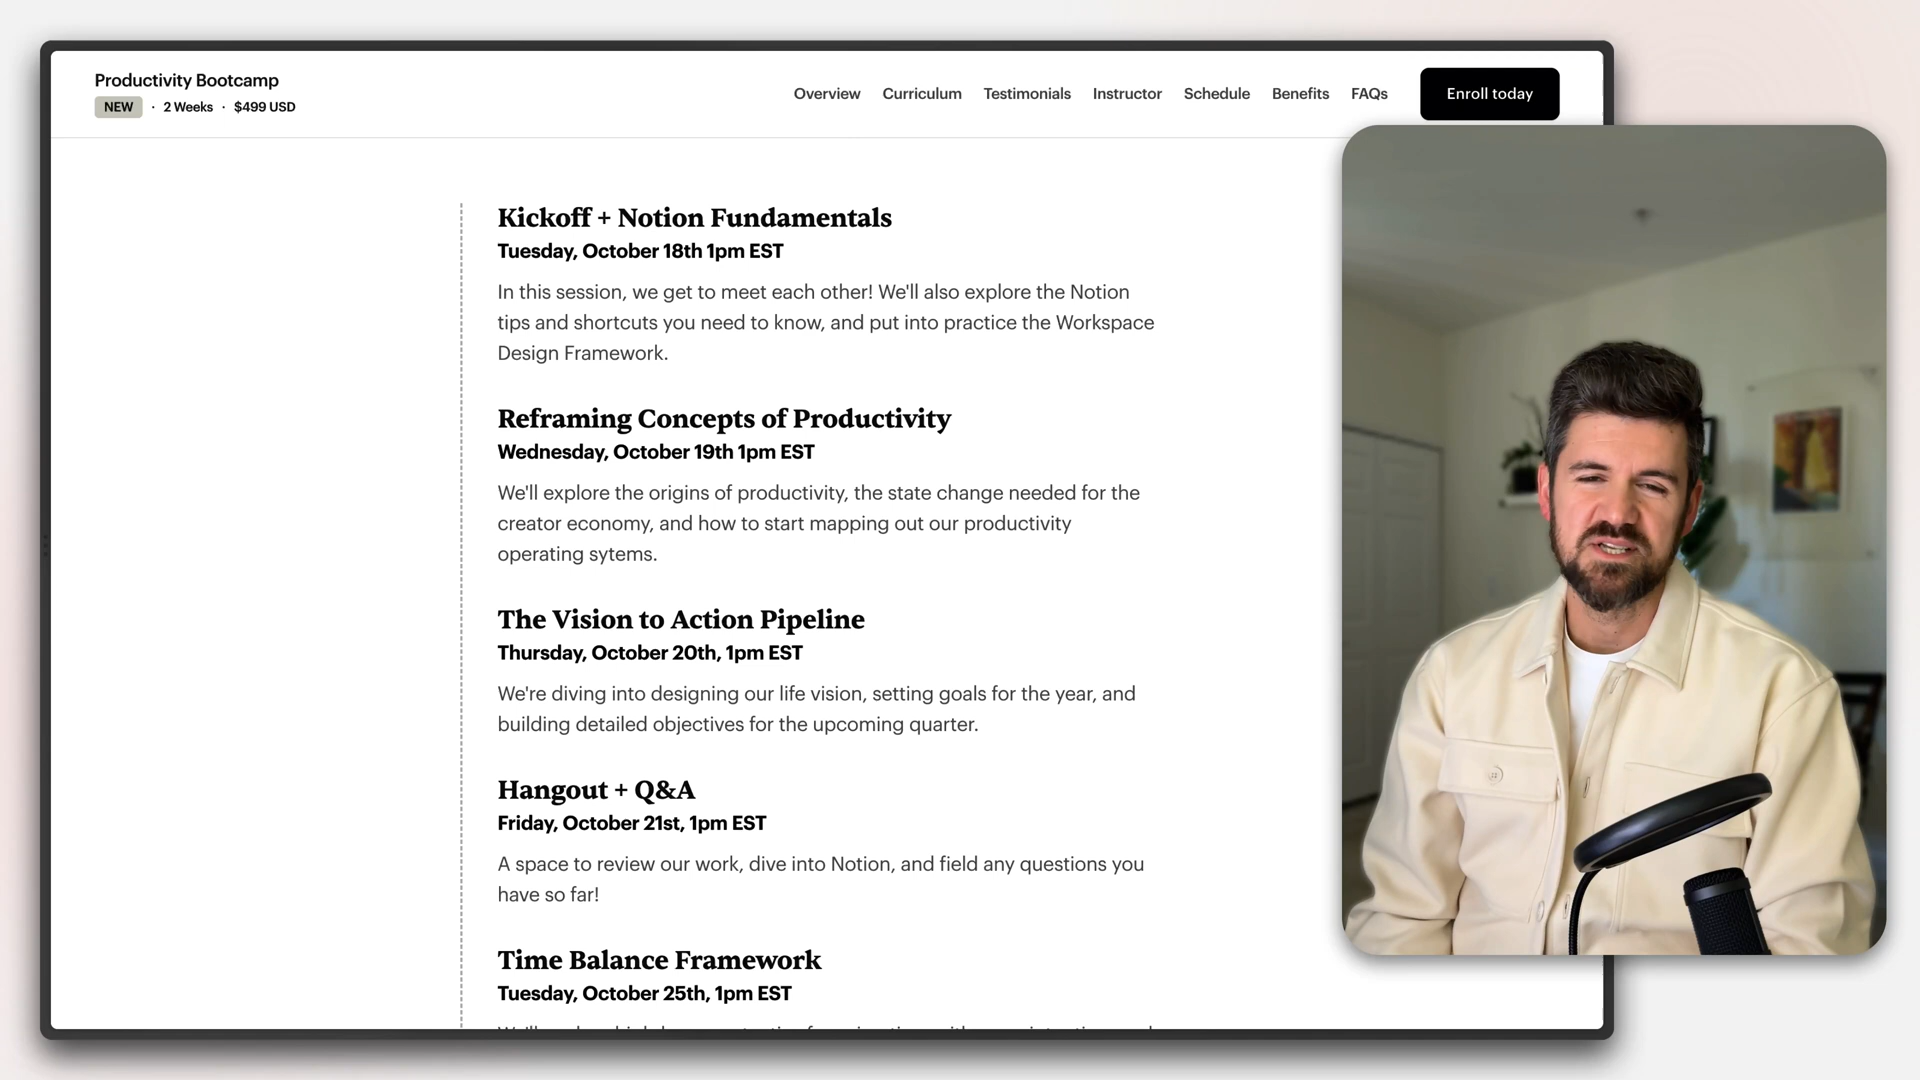 Productivity Bootcamp
NEW · 2 Weeks · $499 USD
Overview Curriculum Testimonials Instructor Schedule Benefits FAQs Enroll today
Kickoff + Notion Fundamentals
Tuesday, October 18th 1pm EST
In this session, we get to meet each other! We'll also explore the Notion
tips and shortcuts you need to know, and put into practice the Workspace
Design Framework.
Reframing Concepts of Productivity
Wednesday, October 19th 1pm EST
We'll explore the origins of productivity, the state change needed for the
creator economy, and how to start mapping out our productivity
operating sytems.
The Vision to Action Pipeline
Thursday, October 20th, 1pm EST
We're diving into designing our life vision, setting goals for the year, and
building detailed objectives for the upcoming quarter.
Hangout + Q&A
Friday, October 21st, 1pm EST
A space to review our work, dive into Notion, and field any questions you
have so far!
Time Balance Framework
Tuesday, October 25th, 1pm EST